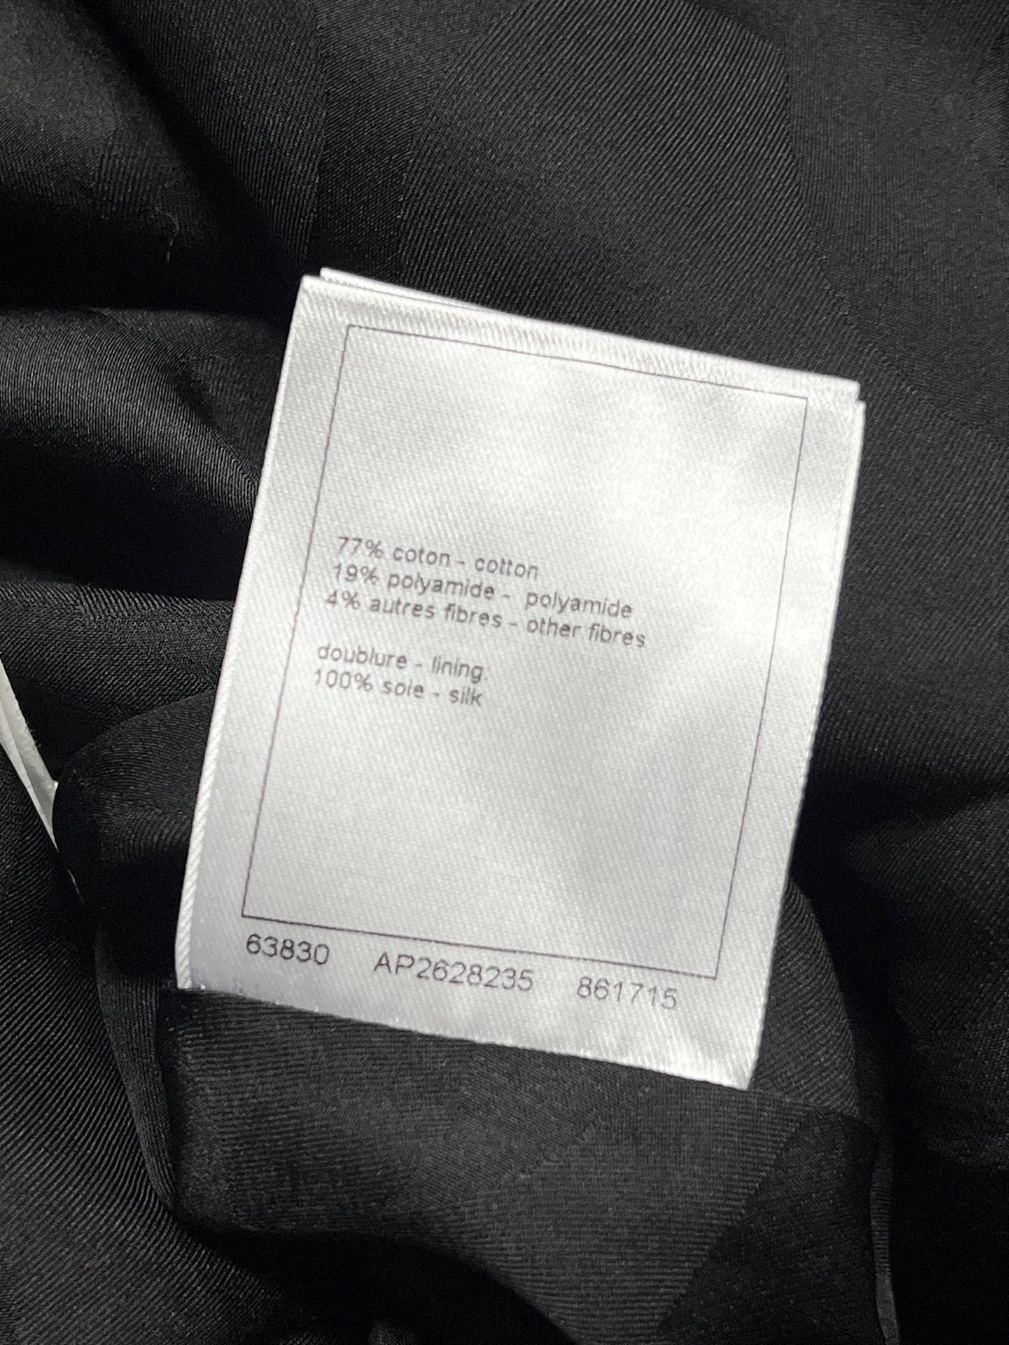 77% coton - cotton
19% polyamide - polyamide
4% autres fibres - other fibres
doublure - lining
100% soie - silk
63830 AP2628235 861715